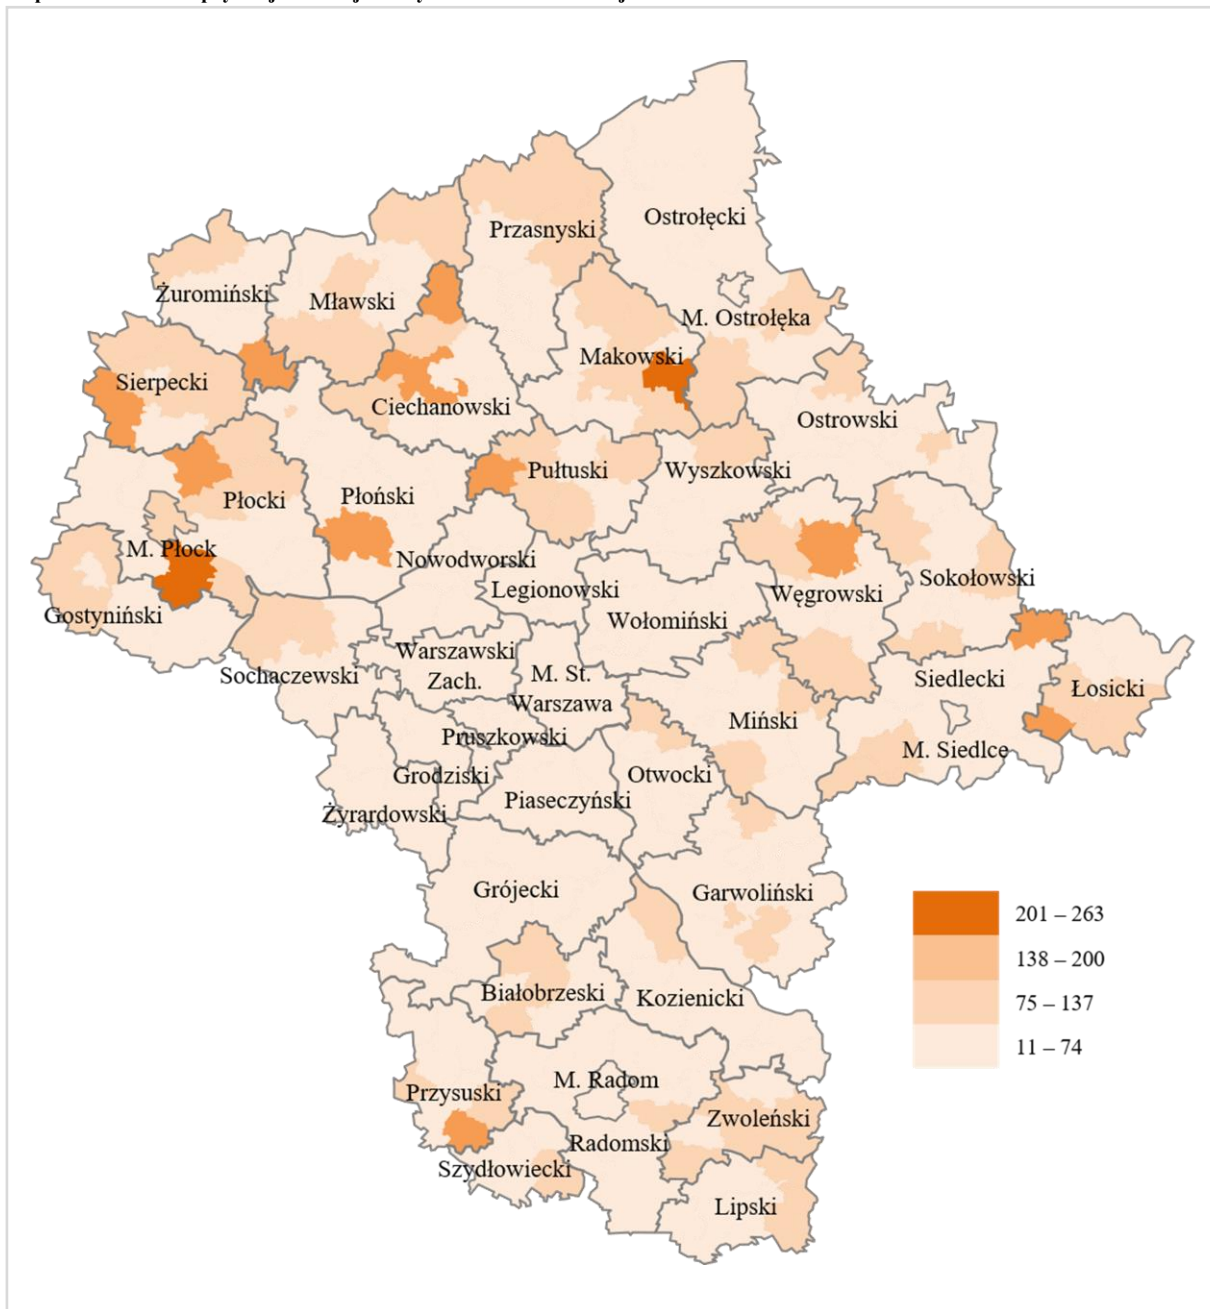 Ostrołęcki
Przasnyski
Żuromiński
Mławski
M. Ostrołęka
Makowski
Sierpecki
Ciechanowski
Ostrowski
Pułtuski
Wyszkowski
Płocki
Płoński
M. Płock
Nowodworski
Sokołowski
Legionowski
Węgrowski
Gostyniński
Wołomiński
Warszawski
Zach.
Sochaczewski
M. St.
Warszawa
Siedlecki
Łosicki
Miński
Pruszkowski
M. Siedlce
Grodziski
Otwocki
Piaseczyński
Żyrardowski
Grójecki
Garwoliński
201 – 263
138 – 200
75 – 137
11 – 74
Białobrzeski
Kozienicki
M. Radom
Przysuski
Zwoleński
Radomski
Szydłowiecki
Lipski